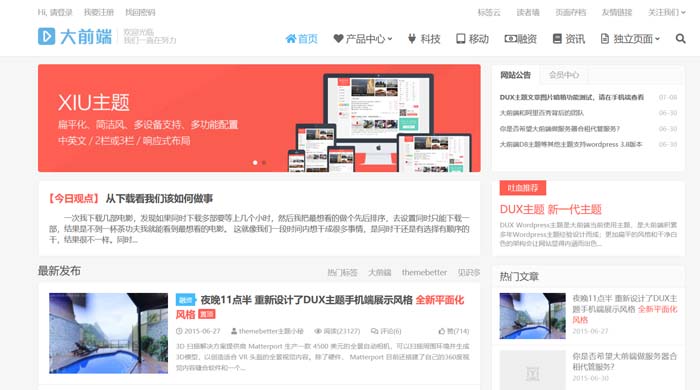 Hi, 请登录 我要注册 找回密码
标签云 读者墙 页面存档 友情链接 关注我们
大前端
欢迎光临
我们一直在努力
首页 产品中心 科技 移动 融资 资讯 独立页面
XIU主题
扁平化、简洁风、多设备支持、多功能配置
中英文 / 2栏或3栏 / 响应式布局
网站公告 会员中心
DUX主题文章图片暗箱功能测试，请在手机端查看 07-08
大前端和阿里百秀背后的团队 06-30
你是否希望大前端做服务器合租代管服务？ 06-30
大前端D8主题等其他主题支持wordpress 3.8版本 06-30
【今日观点】 从下载看我们该如何做事
一次我下载几部电影，发现如果同时下载多部要等上几个小时，然后我把最想看的做个先后排序，去设置同时只能下载一
部，结果是不到一杯茶功夫我就能看到最想看的电影。 这就像我们一段时间内想干成很多事情，是同时干还是有选择有顺序的
干，结果很不一样。同时...
吐血推荐
DUX主题 新一代主题
DUX Wordpress主题是大前端当前使用主题，是大前端积累
多年Wordpress主题经验设计而成；更加扁平的风格和干净白
色的架构会让网站显得内涵而出色...
最新发布
热门标签 大前端 themebetter 见识多
融资 夜晚11点半 重新设计了DUX主题手机端展示风格 全新平面化
风格 置顶
2015-06-27 themebetter主题小秘 阅读(23127) 评论(6) 赞(714)
3D 扫描解决方案提供商 Matterport 生产一款 4500 美元的全景自动相机，可以扫描周围环境并生成
3D模型，以创造适合 VR 头盔的全景视觉内容。除了硬件， Matterport 目前还搭建了自己的360度视
觉内容缝合软件和一个...
热门文章
夜晚11点半 重新设计了DUX主
题手机端展示风格 全新平面化
风格
2015-06-27
你是否希望大前端做服务器合
租代管服务？
2015-06-30